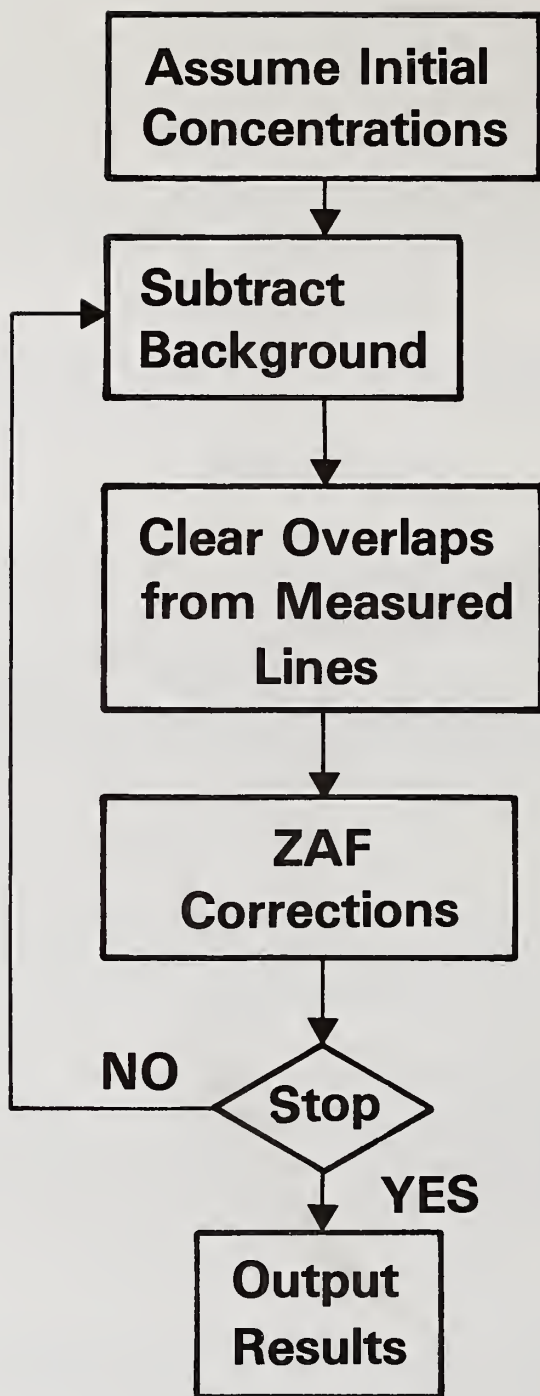 Assume Initial
Concentrations
Subtract
Background
Clear Overlaps
from Measured
Lines
ZAF
Corrections
NO
Stop
YES
Output
Results